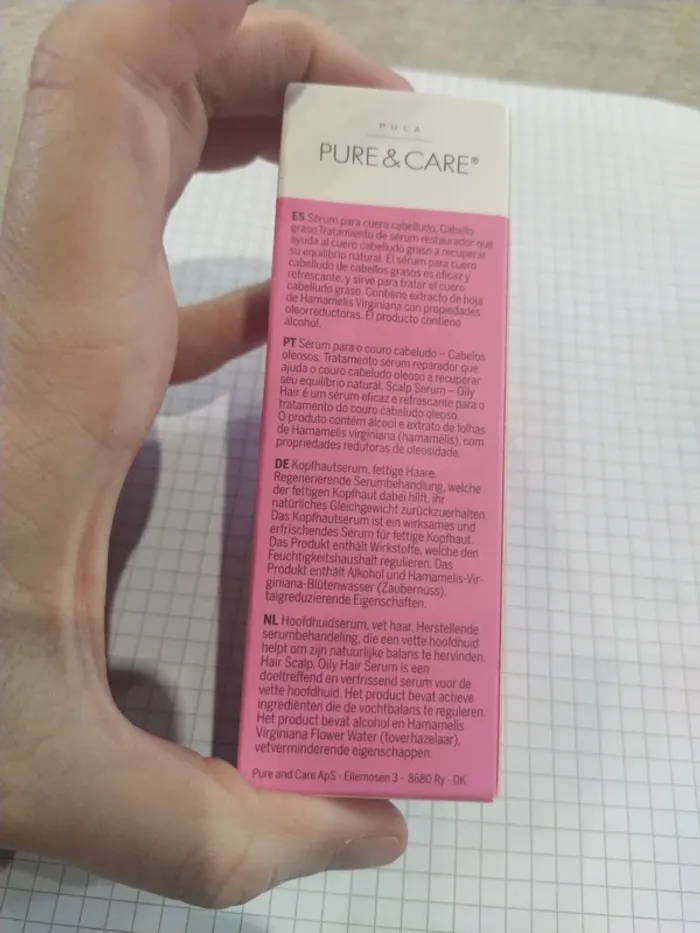 PUCA
PURE & CARE®
ES Sérum para cuero cabelludo, Cabello
graso.Tratamiento de sérum restaurador que
ayuda al cuero cabelludo graso a recuperar
su equilibrio natural. El sérum para cuero
cabelludo de cabellos grasos es eficaz y
refrescante, y sirve para tratar el cuero
cabelludo graso. Contiene extracto de hoja
de Hamamelis Virginiana con propiedades
oleorreductoras. El producto contiene
alcohol.
PT Sérum para o couro cabeludo – Cabelos
oleosos. Tratamento sérum reparador que
ajuda o couro cabeludo oleoso a recuperar
seu equilíbrio natural. Scalp Serum – Oily
Hair é um sérum eficaz e refrescante para o
tratamento do couro cabeludo oleoso.
O produto contém álcool e extrato de folhas
de Hamamelis virginiana (hamamélis), com
propriedades redutoras de oleosidade.
DE Kopfhautserum, fettige Haare.
Regenerierende Serumbehandlung, welche
der fettigen Kopfhaut dabei hilft, ihr
natürliches Gleichgewicht zurückzuerhalten.
Das Kopfhautserum ist ein wirksames und
erfrischendes Serum für fettige Kopfhaut.
Das Produkt enthält Wirkstoffe, welche den
Feuchtigkeitshaushalt regulieren. Das
Produkt enthält Alkohol und Hamamelis-Vir-
giniana-Blütenwasser (Zaubernuss).
talgreduzierende Eigenschaften.
NL Hoofdhuidserum, vet haar. Herstellende
serumbehandeling, die een vette hoofdhuid
helpt om zijn natuurlijke balans te hervinden.
Hair Scalp, Oily Hair Serum is een
doeltreffend en verfrissend serum voor de
vette hoofdhuid. Het product bevat actieve
ingrediënten die de vochtbalans te reguleren.
Het product bevat alcohol en Hamamelis
Virginiana Flower Water (toverhazelaar),
vetverminderende eigenschappen.
Pure and Care ApS · Ellemosen 3 · 8680 Ry · DK